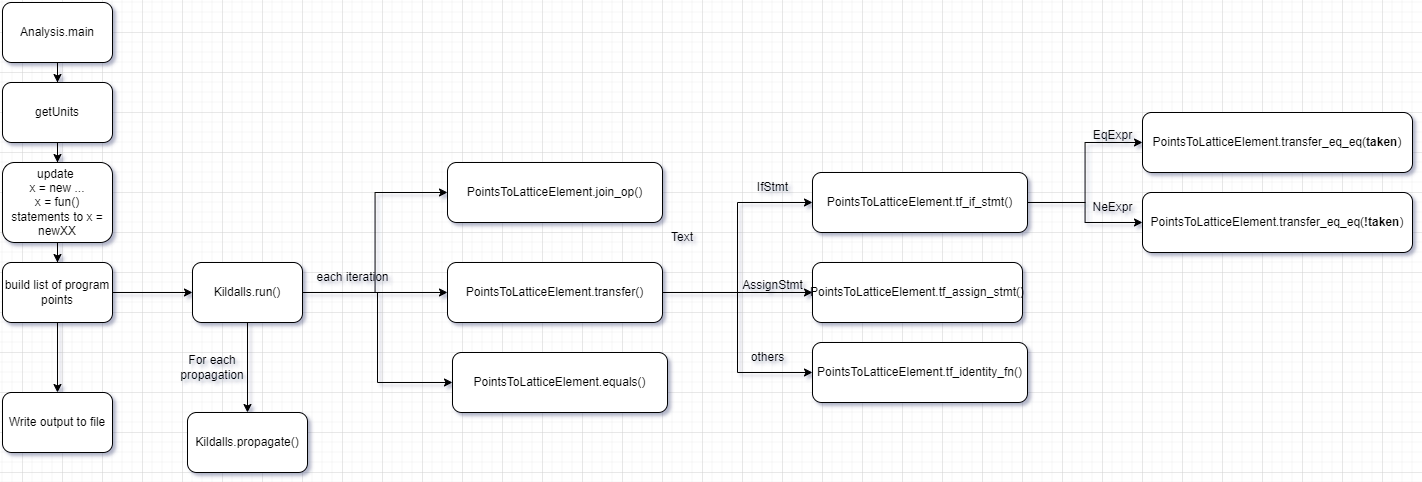 Analysis.main
getUnits
update
x = new ...
x = fun()
statements to x =
newXX
build list of program
points
Write output to file
Kildalls.run()
For each
propagation
Kildalls.propagate()
each iteration
PointsToLatticeElement.join_op()
PointsToLatticeElement.transfer()
PointsToLatticeElement.equals()
Text
IfStmt
AssignStmt
others
PointsToLatticeElement.tf_if_stmt()
PointsToLatticeElement.tf_assign_stmt()
PointsToLatticeElement.tf_identity_fn()
EqExpr
NeExpr
PointsToLatticeElement.transfer_eq_eq(taken)
PointsToLatticeElement.transfer_eq_eq(!taken)